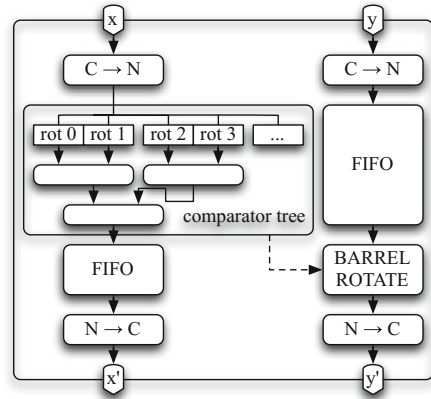 x
y
C → N
C → N
rot 0 rot 1 rot 2 rot 3 ...
FIFO
comparator tree
FIFO
BARREL
ROTATE
N → C
N → C
x'
y'